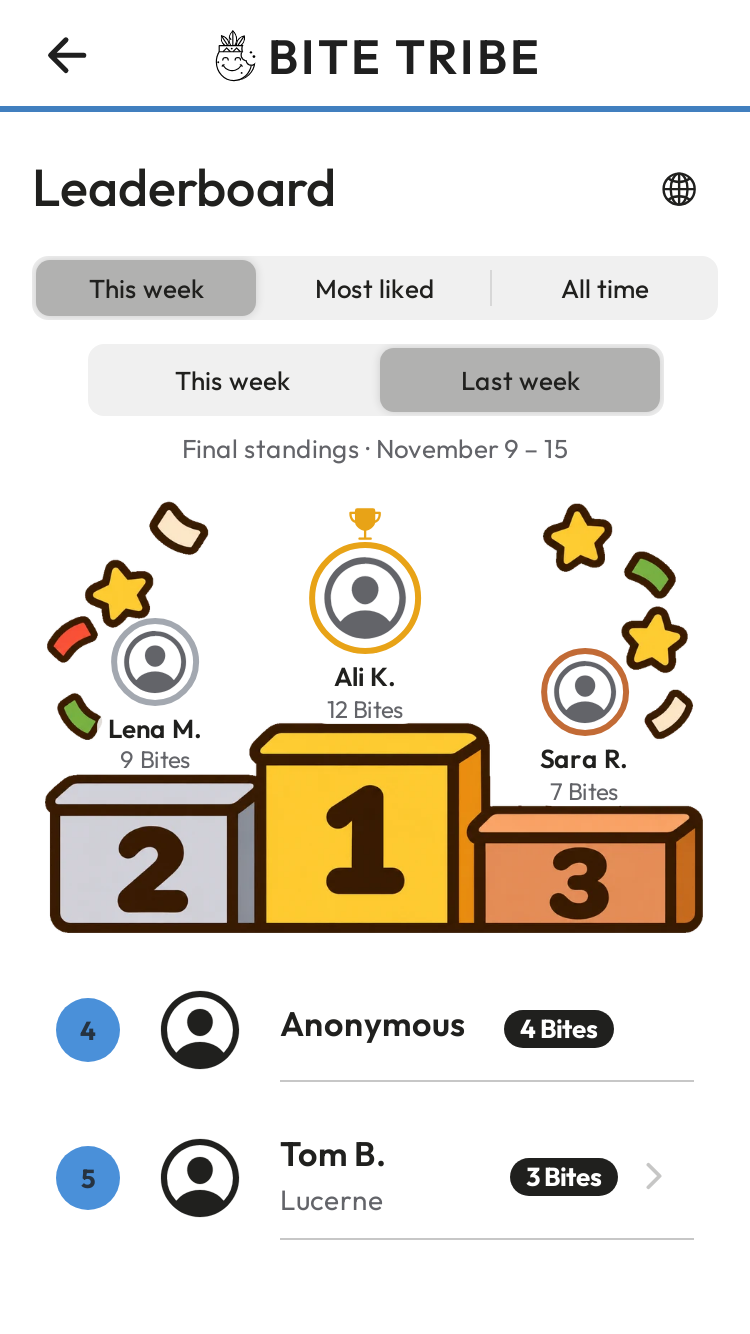 BITE TRIBE
Leaderboard
This week Most liked All time
This week Last week
Final standings · November 9 – 15
Ali K.
12 Bites
Lena M.
9 Bites
Sara R.
7 Bites
2 1 3
4 Anonymous 4 Bites
5 Tom B. 3 Bites
Lucerne